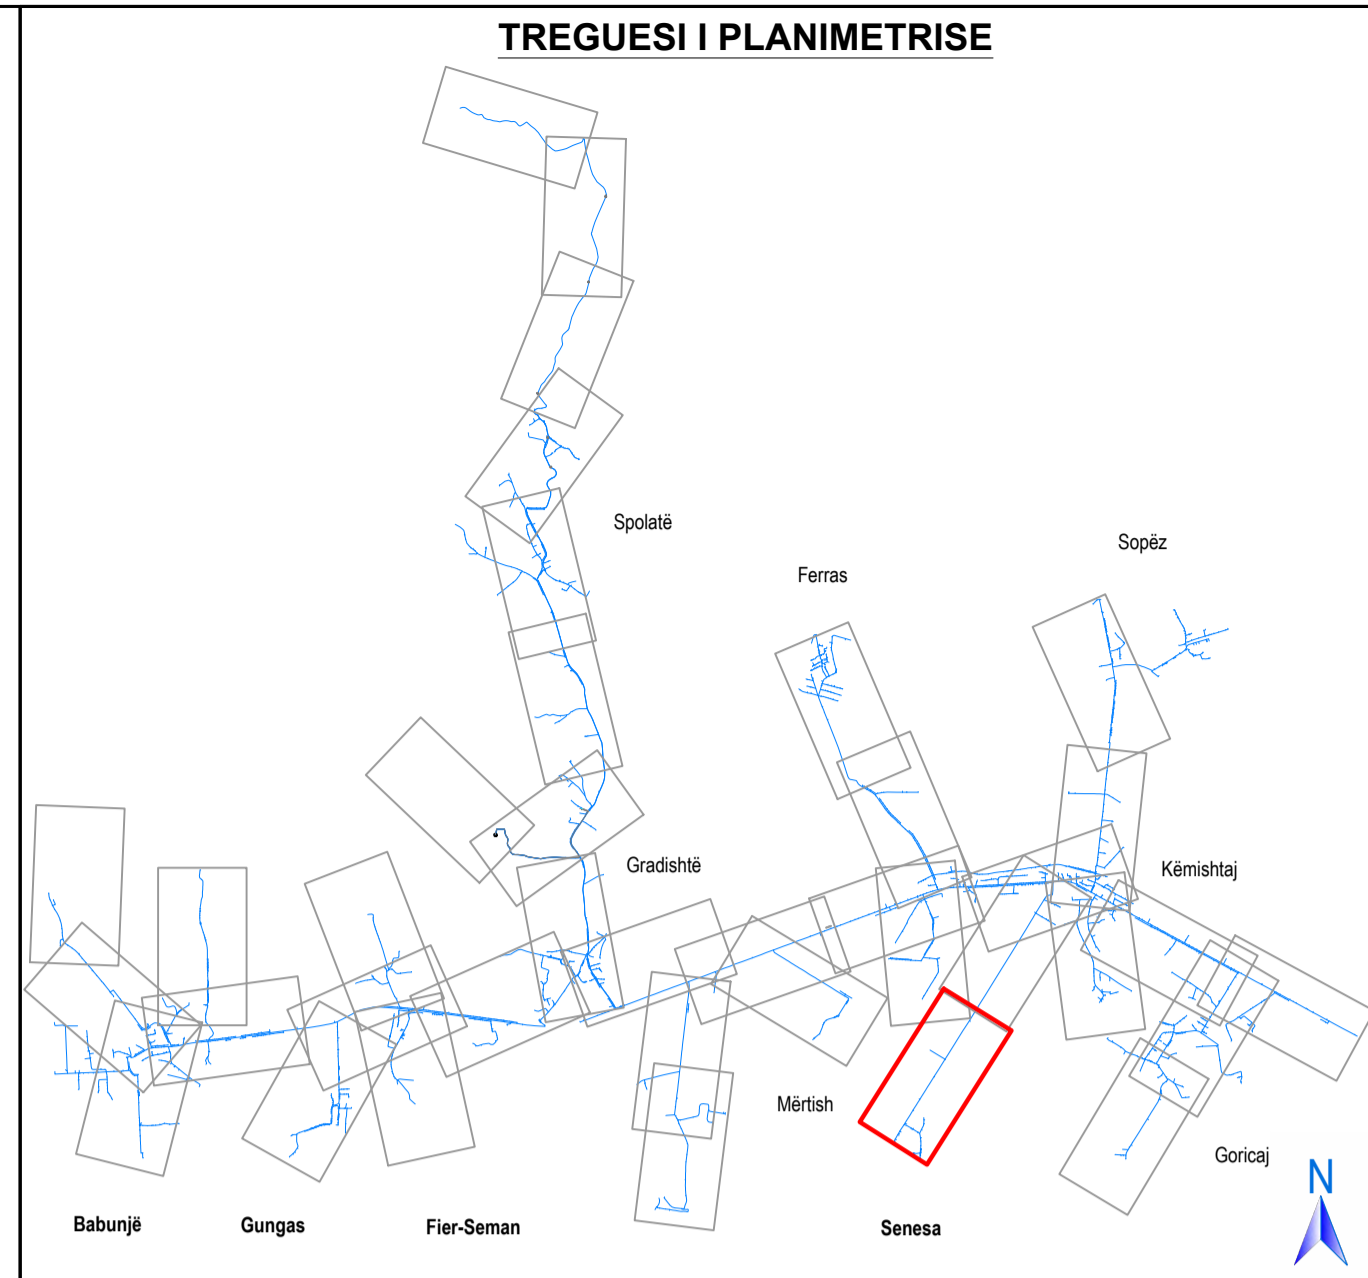 TREGUESI I PLANIMETRISE
Spolatë
Sopëz
Ferras
Gradishtë
Këmishtaj
Mërtish
Goricaj
N
Babunjë
Gungas
Fier-Seman
Senesa